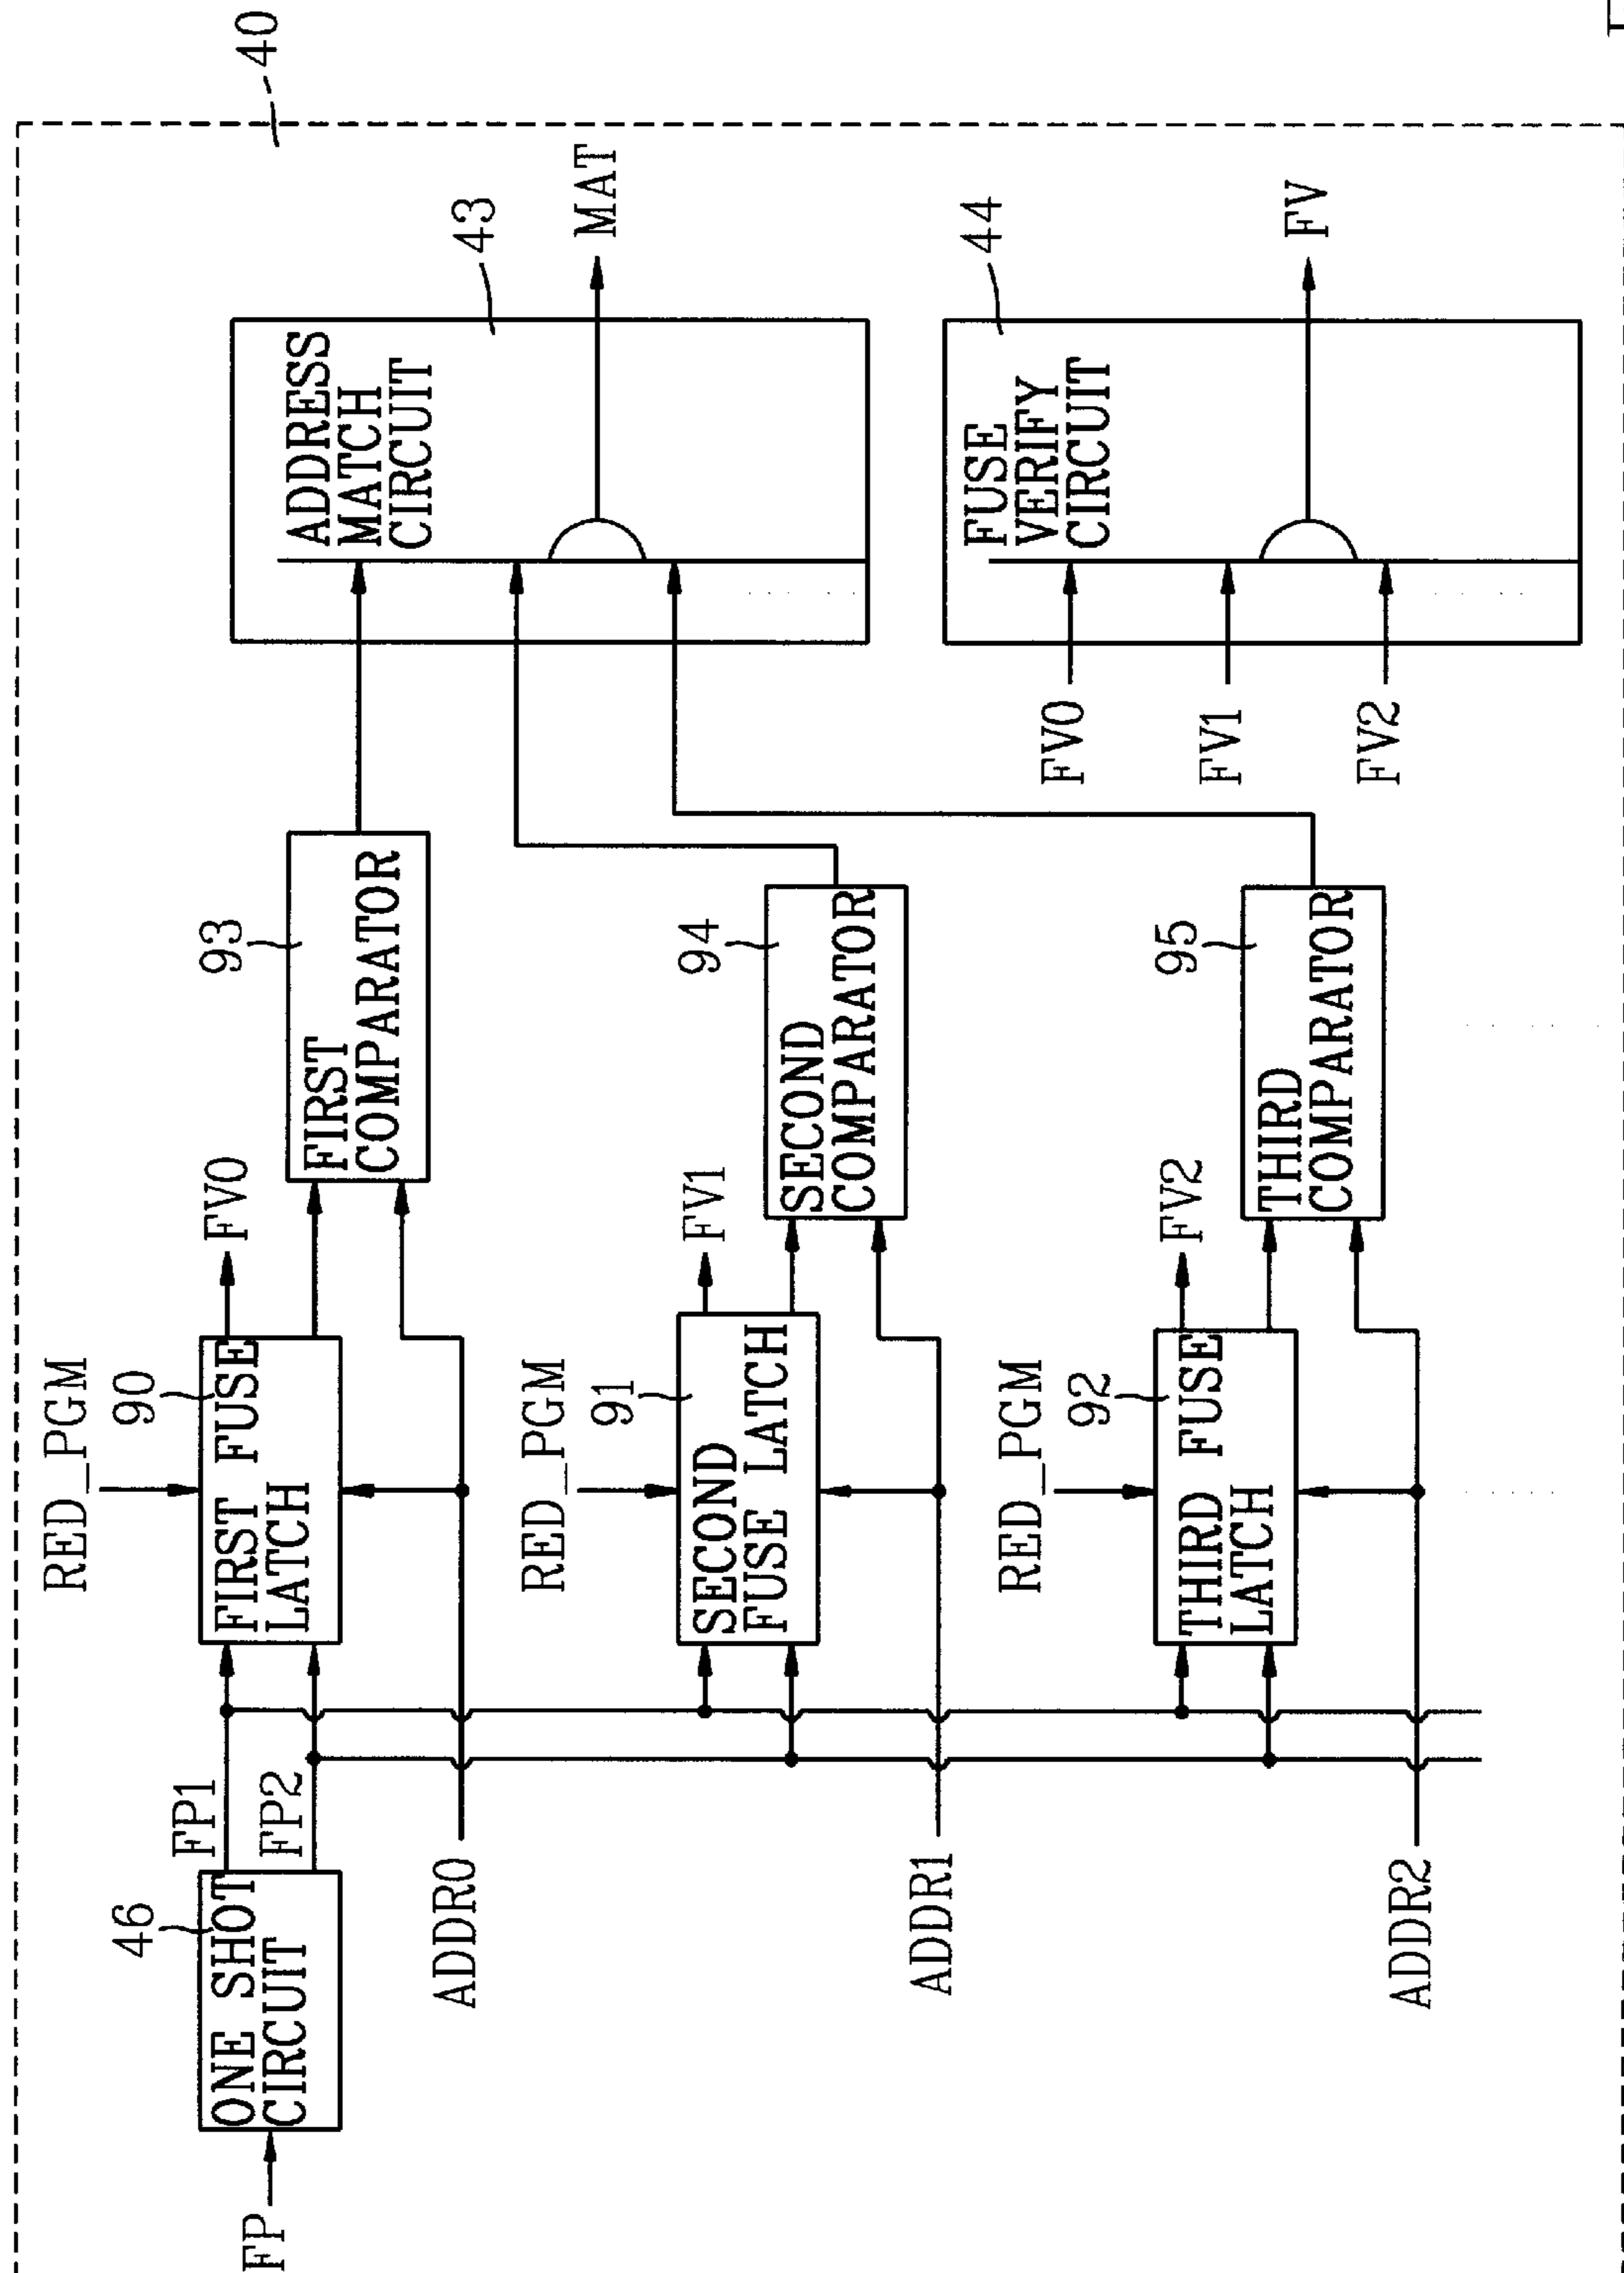 40
RED_PGM
90
FV0
93
43
46
ONE SHOT
CIRCUIT
FP
FP1
FP2
FIRST FUSE
LATCH
FIRST
COMPARATOR
ADDRESS
MATCH
CIRCUIT
MAT
ADDR0
RED_PGM
91
FV1
94
SECOND
FUSE LATCH
SECOND
COMPARATOR
ADDR1
44
FUSE
VERIFY
CIRCUIT
FV0
FV1
FV2
FV
RED_PGM
92
FV2
95
THIRD FUSE
LATCH
THIRD
COMPARATOR
ADDR2